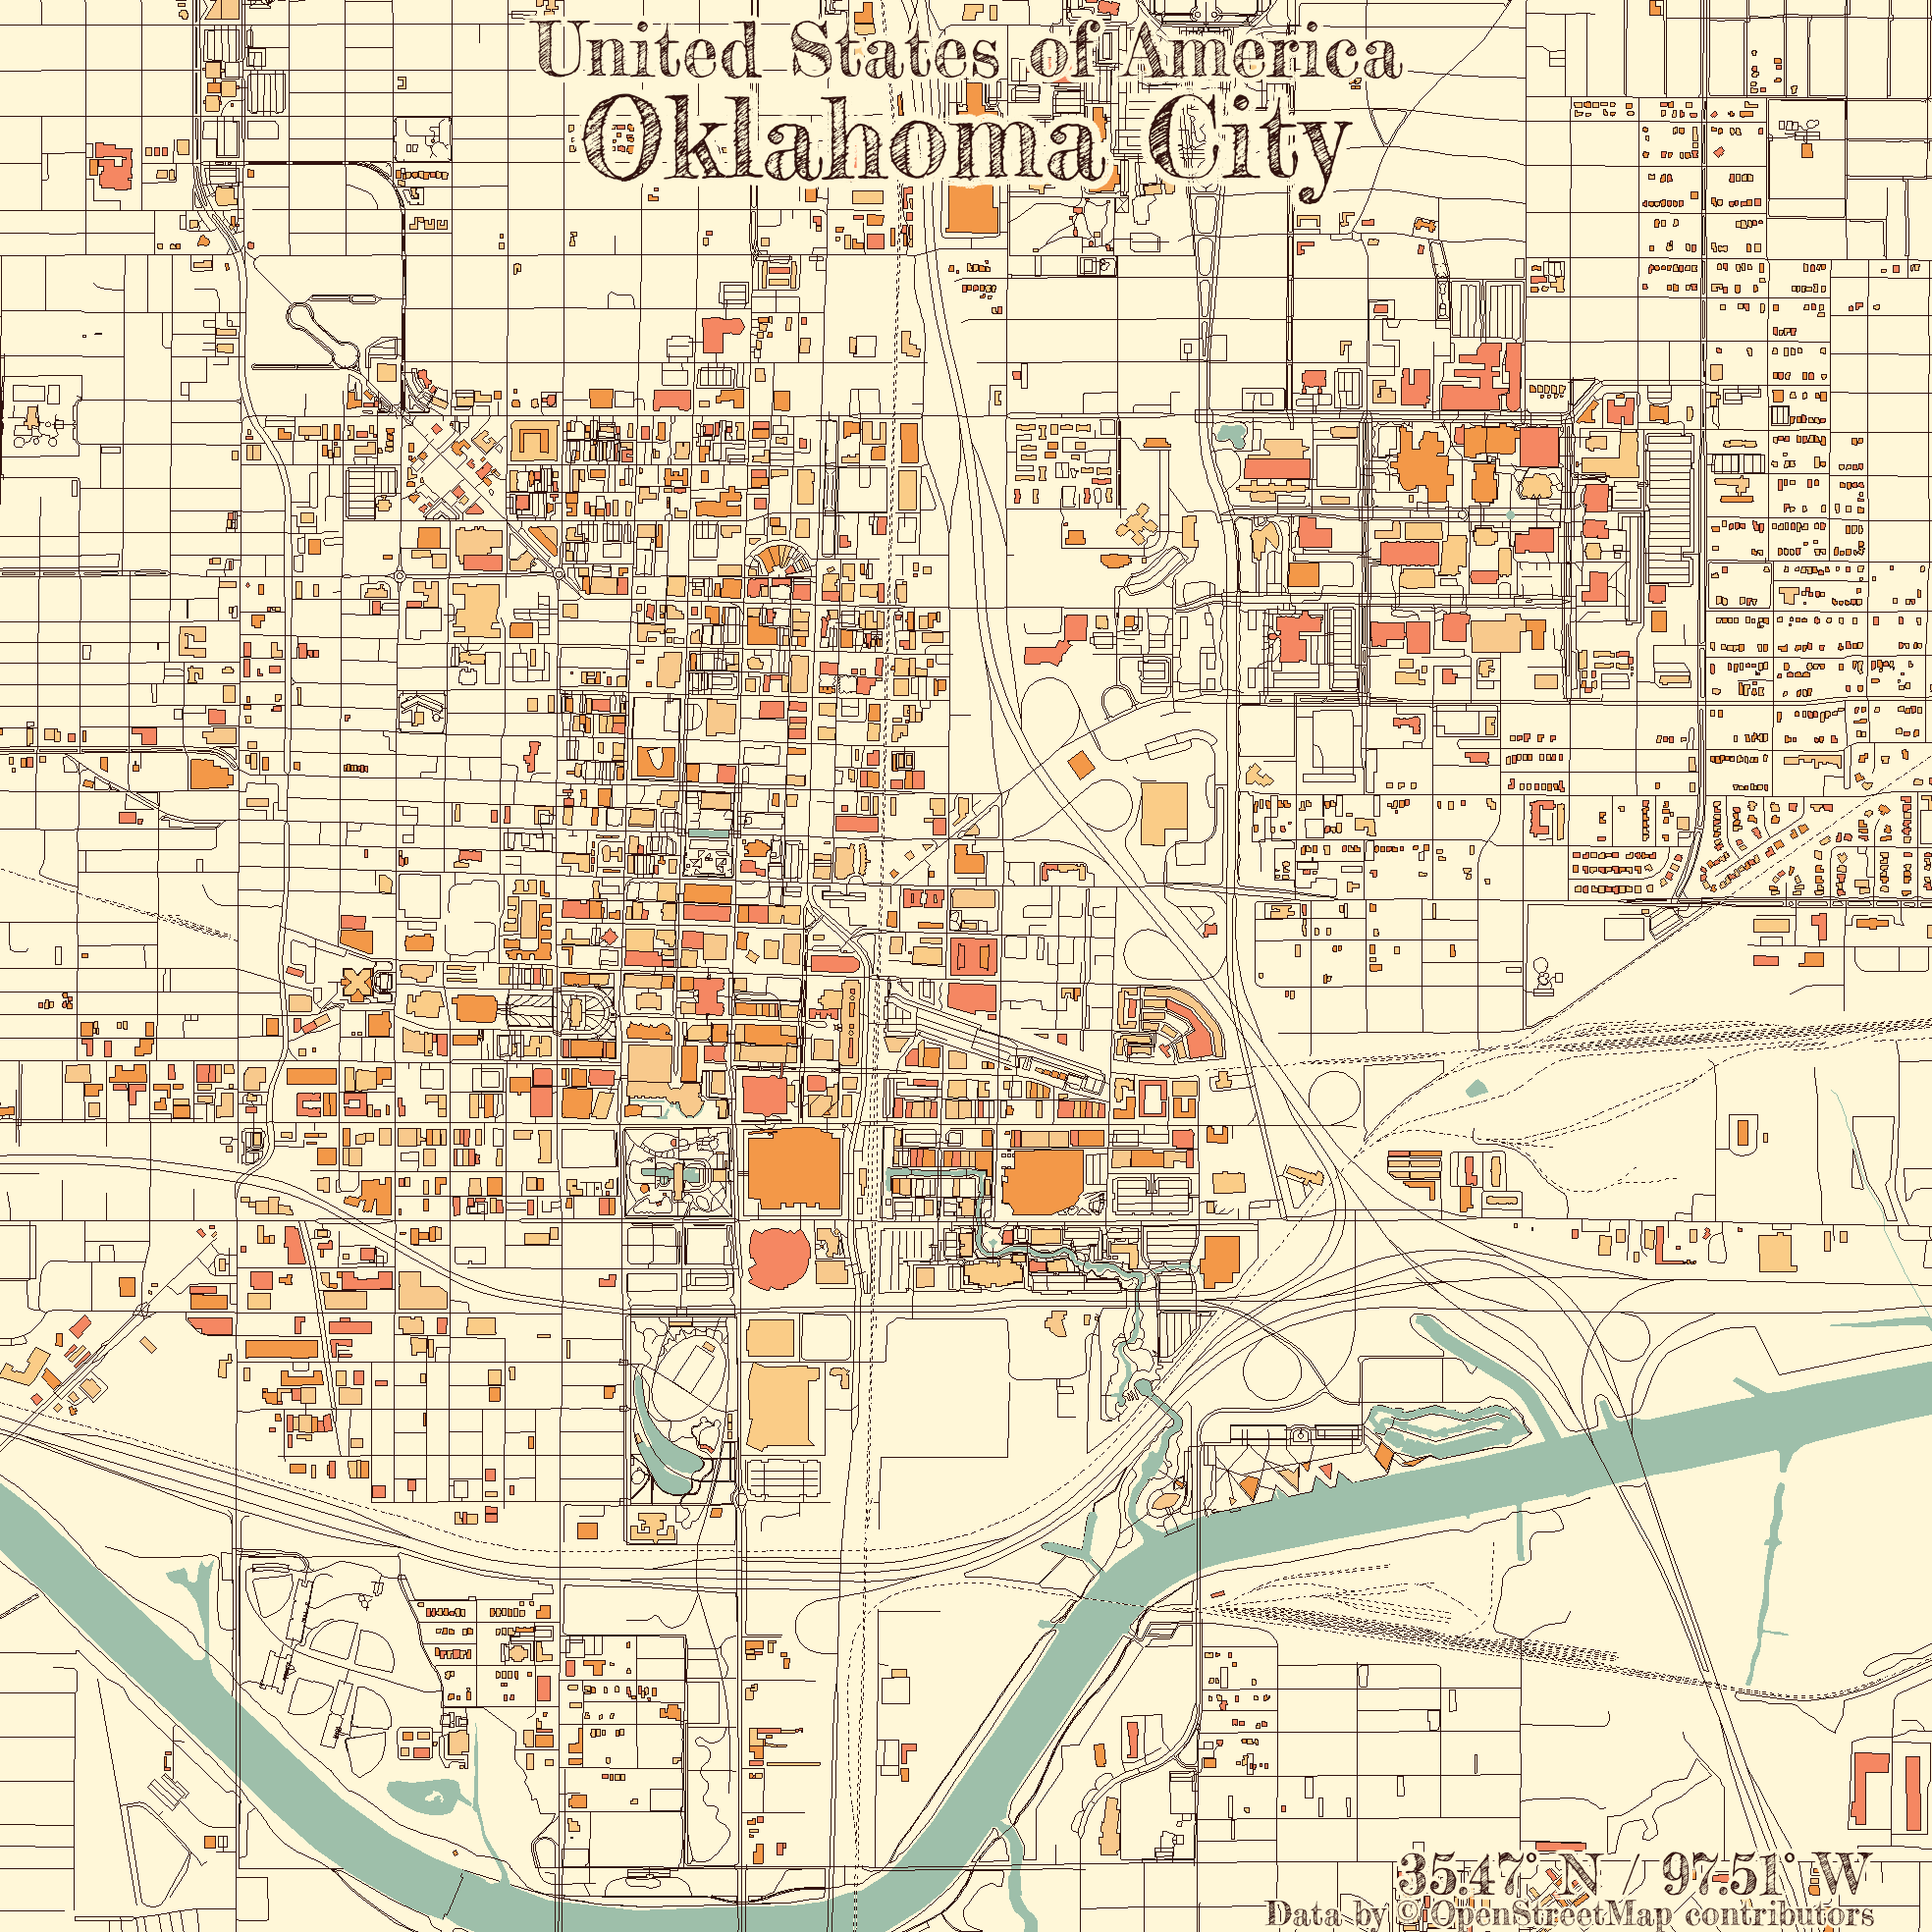 United States of America
Oklahoma City
35.47° N / 97.51° W
Data by © OpenStreetMap contributors